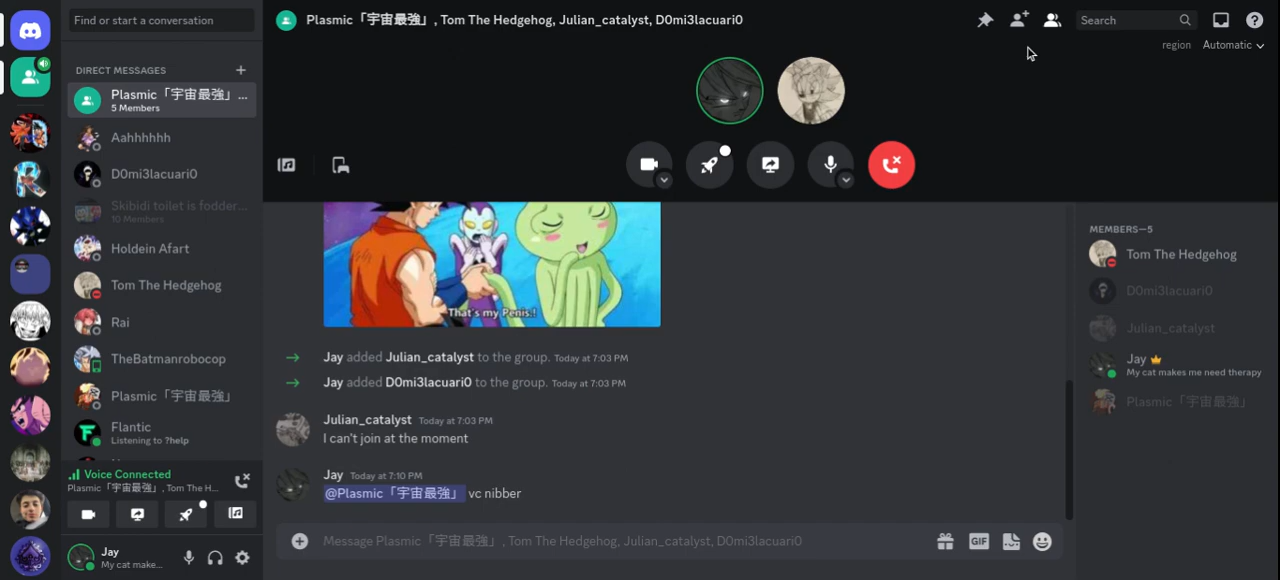 Find or start a conversation
DIRECT MESSAGES
Plasmic「宇宙最強」...
5 Members
Aahhhhhh
D0mi3lacuari0
Skibidi toilet is fodder...
10 Members
Holdein Afart
Tom The Hedgehog
Rai
TheBatmanrobocop
Plasmic「宇宙最強」
Flantic
Listening to ?help
Voice Connected
Plasmic「宇宙最強」, Tom The H...
Jay
My cat make...
Plasmic「宇宙最強」, Tom The Hedgehog, Julian_catalyst, D0mi3lacuari0
Search
region Automatic
That's my Penis!!
Jay added Julian_catalyst to the group. Today at 7:03 PM
Jay added D0mi3lacuari0 to the group. Today at 7:03 PM
Julian_catalyst Today at 7:03 PM
I can't join at the moment
Jay Today at 7:10 PM
@Plasmic「宇宙最強」 vc nibber
Message Plasmic「宇宙最強」, Tom The Hedgehog, Julian_catalyst, D0mi3lacuari0
GIF
MEMBERS—5
Tom The Hedgehog
D0mi3lacuari0
Julian_catalyst
Jay
My cat makes me need therapy
Plasmic「宇宙最強」